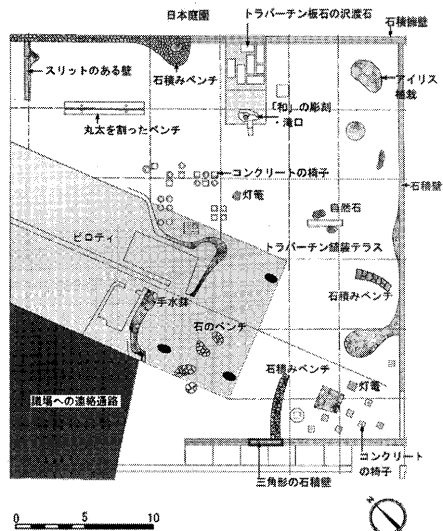 日本庭園
トラバーチン板石の沢渡石
石積擁壁
スリットのある壁
石積みベンチ
アイリス
植栽
「和」の彫刻
・滝口
丸太を割ったベンチ
コンクリートの椅子
石積壁
灯篭
自然石
ピロティ
トラバーチン舗装テラス
手水鉢
石積みベンチ
石のベンチ
石積みベンチ
灯篭
議場への連絡通路
コンクリート
の椅子
三角形の石積壁
0 5 10
N